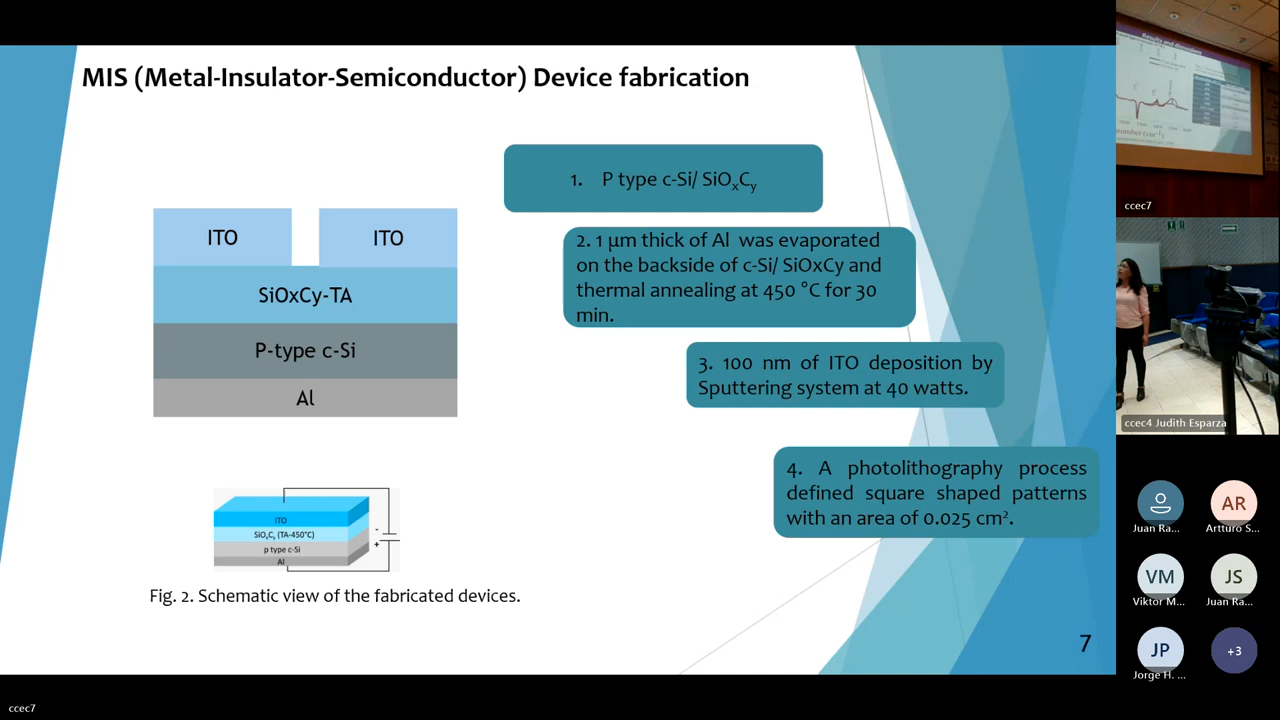 MIS (Metal-Insulator-Semiconductor) Device fabrication
1. P type c-Si/ SiOxCy
2. 1 µm thick of Al was evaporated
on the backside of c-Si/ SiOxCy and
thermal annealing at 450 °C for 30
min.
3. 100 nm of ITO deposition by
Sputtering system at 40 watts.
4. A photolithography process
defined square shaped patterns
with an area of 0.025 cm².
ITO
ITO
SiOxCy-TA
P-type c-Si
Al
ITO
SiOxCy (TA-450°C)
p type c-Si
Al
-
+
Fig. 2. Schematic view of the fabricated devices.
7
Results and discussions
ccec7
ccec4 Judith Esparza
AR
Juan Ra...
Artturo S...
VM
JS
Viktor M...
Juan Ra...
JP
+3
Jorge H. ...
ccec7